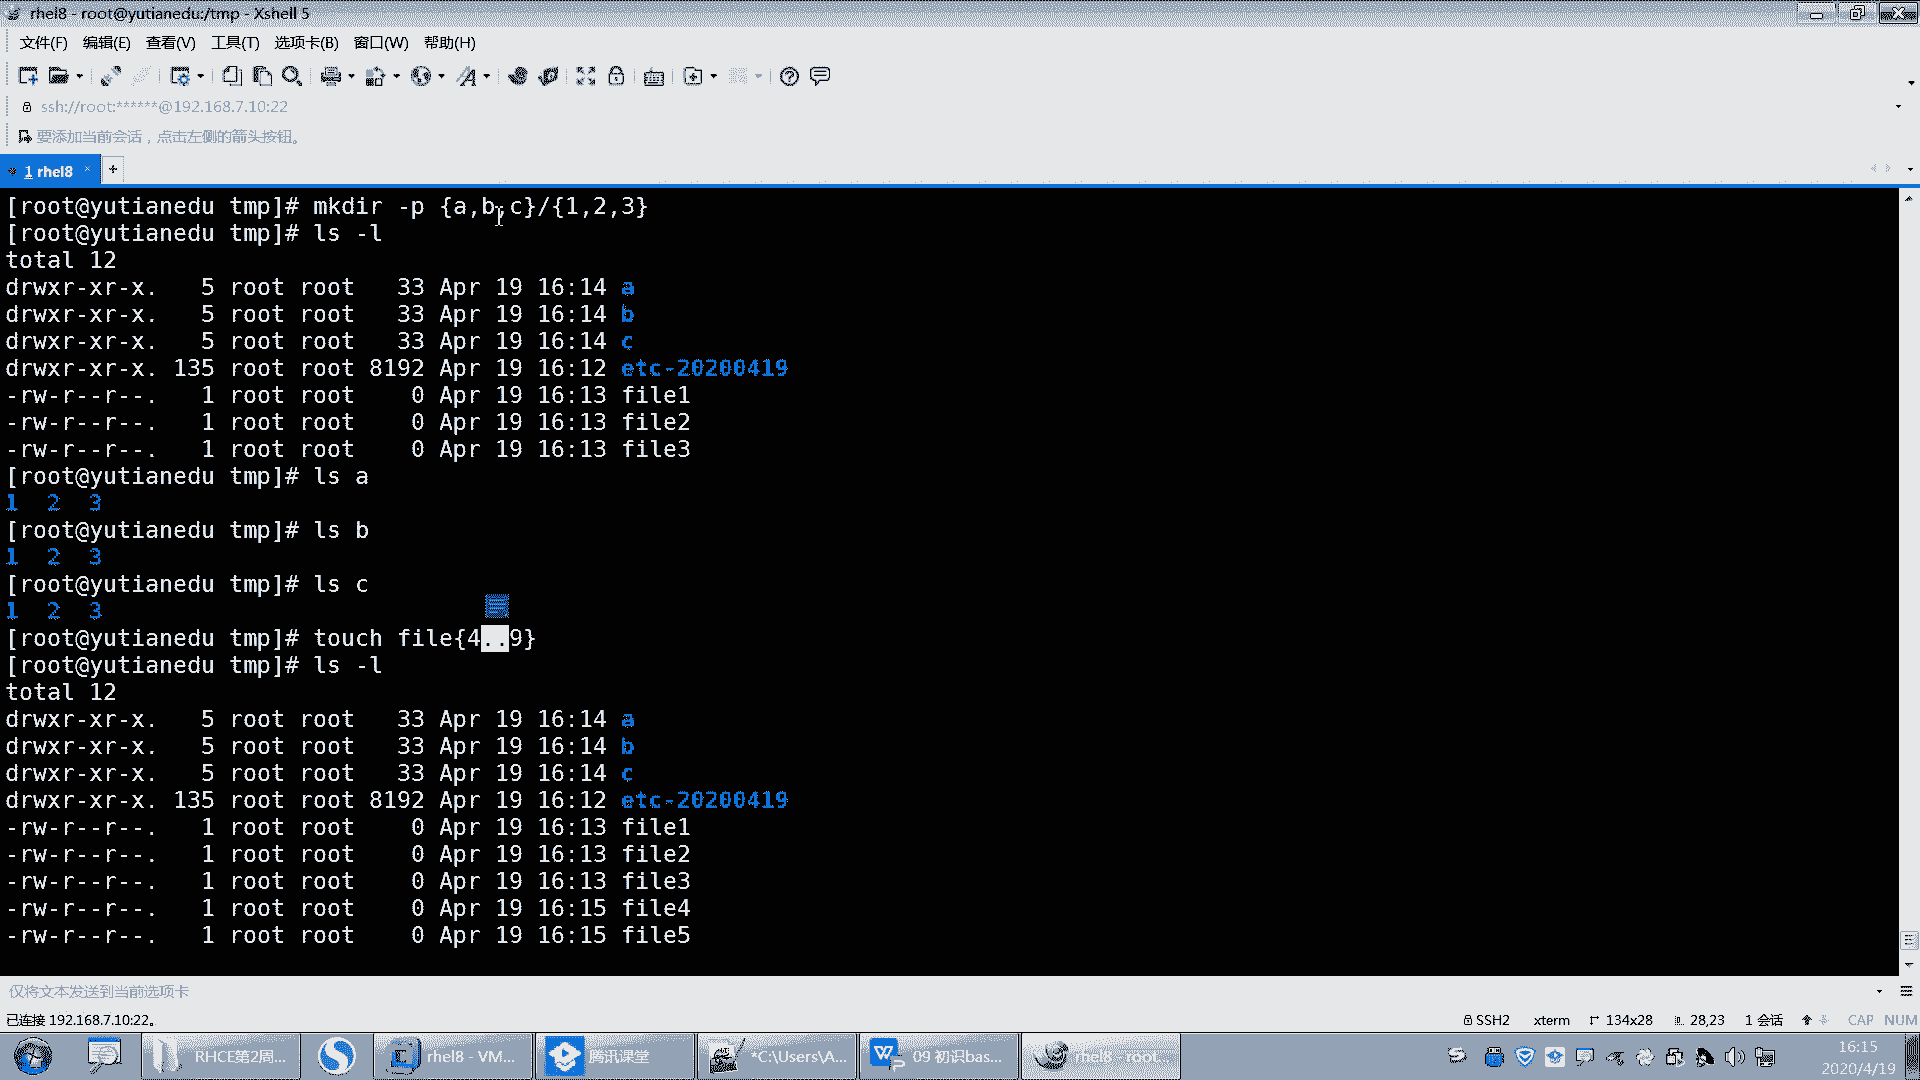 rhel8 - root@yutianedu:/tmp - Xshell 5
文件(F) 编辑(E) 查看(V) 工具(T) 选项卡(B) 窗口(W) 帮助(H)
ssh://root:******@192.168.7.10:22
要添加当前会话，点击左侧的箭头按钮。
1 rhel8
[root@yutianedu tmp]# mkdir -p {a,b,c}/{1,2,3}
[root@yutianedu tmp]# ls -l
total 12
drwxr-xr-x.   5 root root   33 Apr 19 16:14 a
drwxr-xr-x.   5 root root   33 Apr 19 16:14 b
drwxr-xr-x.   5 root root   33 Apr 19 16:14 c
drwxr-xr-x. 135 root root 8192 Apr 19 16:12 etc-20200419
-rw-r--r--.   1 root root    0 Apr 19 16:13 file1
-rw-r--r--.   1 root root    0 Apr 19 16:13 file2
-rw-r--r--.   1 root root    0 Apr 19 16:13 file3
[root@yutianedu tmp]# ls a
1  2  3
[root@yutianedu tmp]# ls b
1  2  3
[root@yutianedu tmp]# ls c
1  2  3
[root@yutianedu tmp]# touch file{4..9}
[root@yutianedu tmp]# ls -l
total 12
drwxr-xr-x.   5 root root   33 Apr 19 16:14 a
drwxr-xr-x.   5 root root   33 Apr 19 16:14 b
drwxr-xr-x.   5 root root   33 Apr 19 16:14 c
drwxr-xr-x. 135 root root 8192 Apr 19 16:12 etc-20200419
-rw-r--r--.   1 root root    0 Apr 19 16:13 file1
-rw-r--r--.   1 root root    0 Apr 19 16:13 file2
-rw-r--r--.   1 root root    0 Apr 19 16:13 file3
-rw-r--r--.   1 root root    0 Apr 19 16:15 file4
-rw-r--r--.   1 root root    0 Apr 19 16:15 file5
仅将文本发送到当前选项卡
已连接 192.168.7.10:22。 SSH2 xterm 134x28 28,23 1 会话 CAP NUM
RHCE第2周... rhel8 - VM... 腾讯课堂 *C:\Users\A... 09 初识bas... rhel8 - root... 16:15
2020/4/19